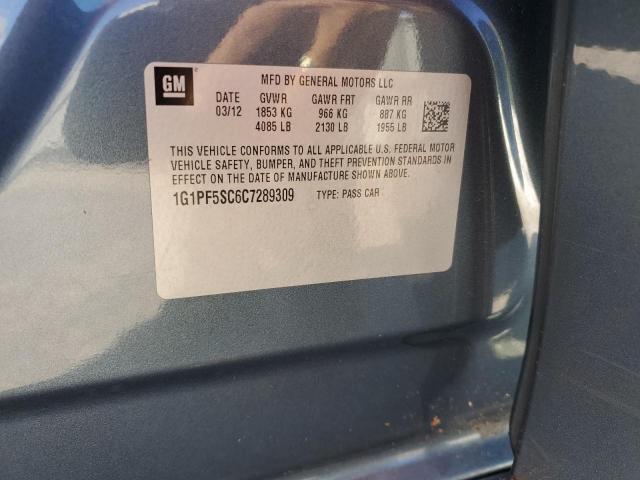 GM
MFD BY GENERAL MOTORS LLC
DATE GVWR GAWR FRT GAWR RR
03/12 1853 KG 966 KG 887 KG
4085 LB 2130 LB 1955 LB
THIS VEHICLE CONFORMS TO ALL APPLICABLE U.S. FEDERAL MOTOR
VEHICLE SAFETY, BUMPER, AND THEFT PREVENTION STANDARDS IN
EFFECT ON THE DATE OF MANUFACTURE SHOWN ABOVE.
1G1PF5SC6C7289309 TYPE: PASS CAR